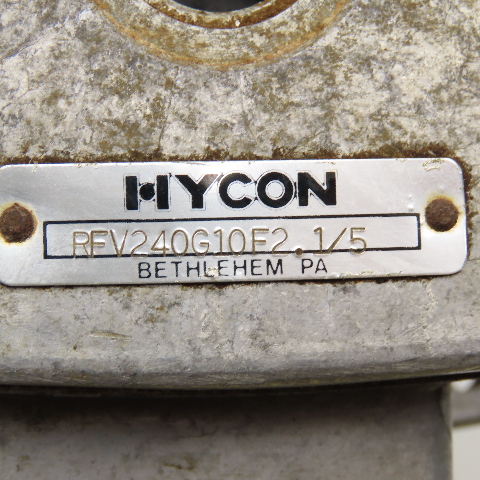 HYCON
RFV240G10F2.1/5
BETHLEHEM PA